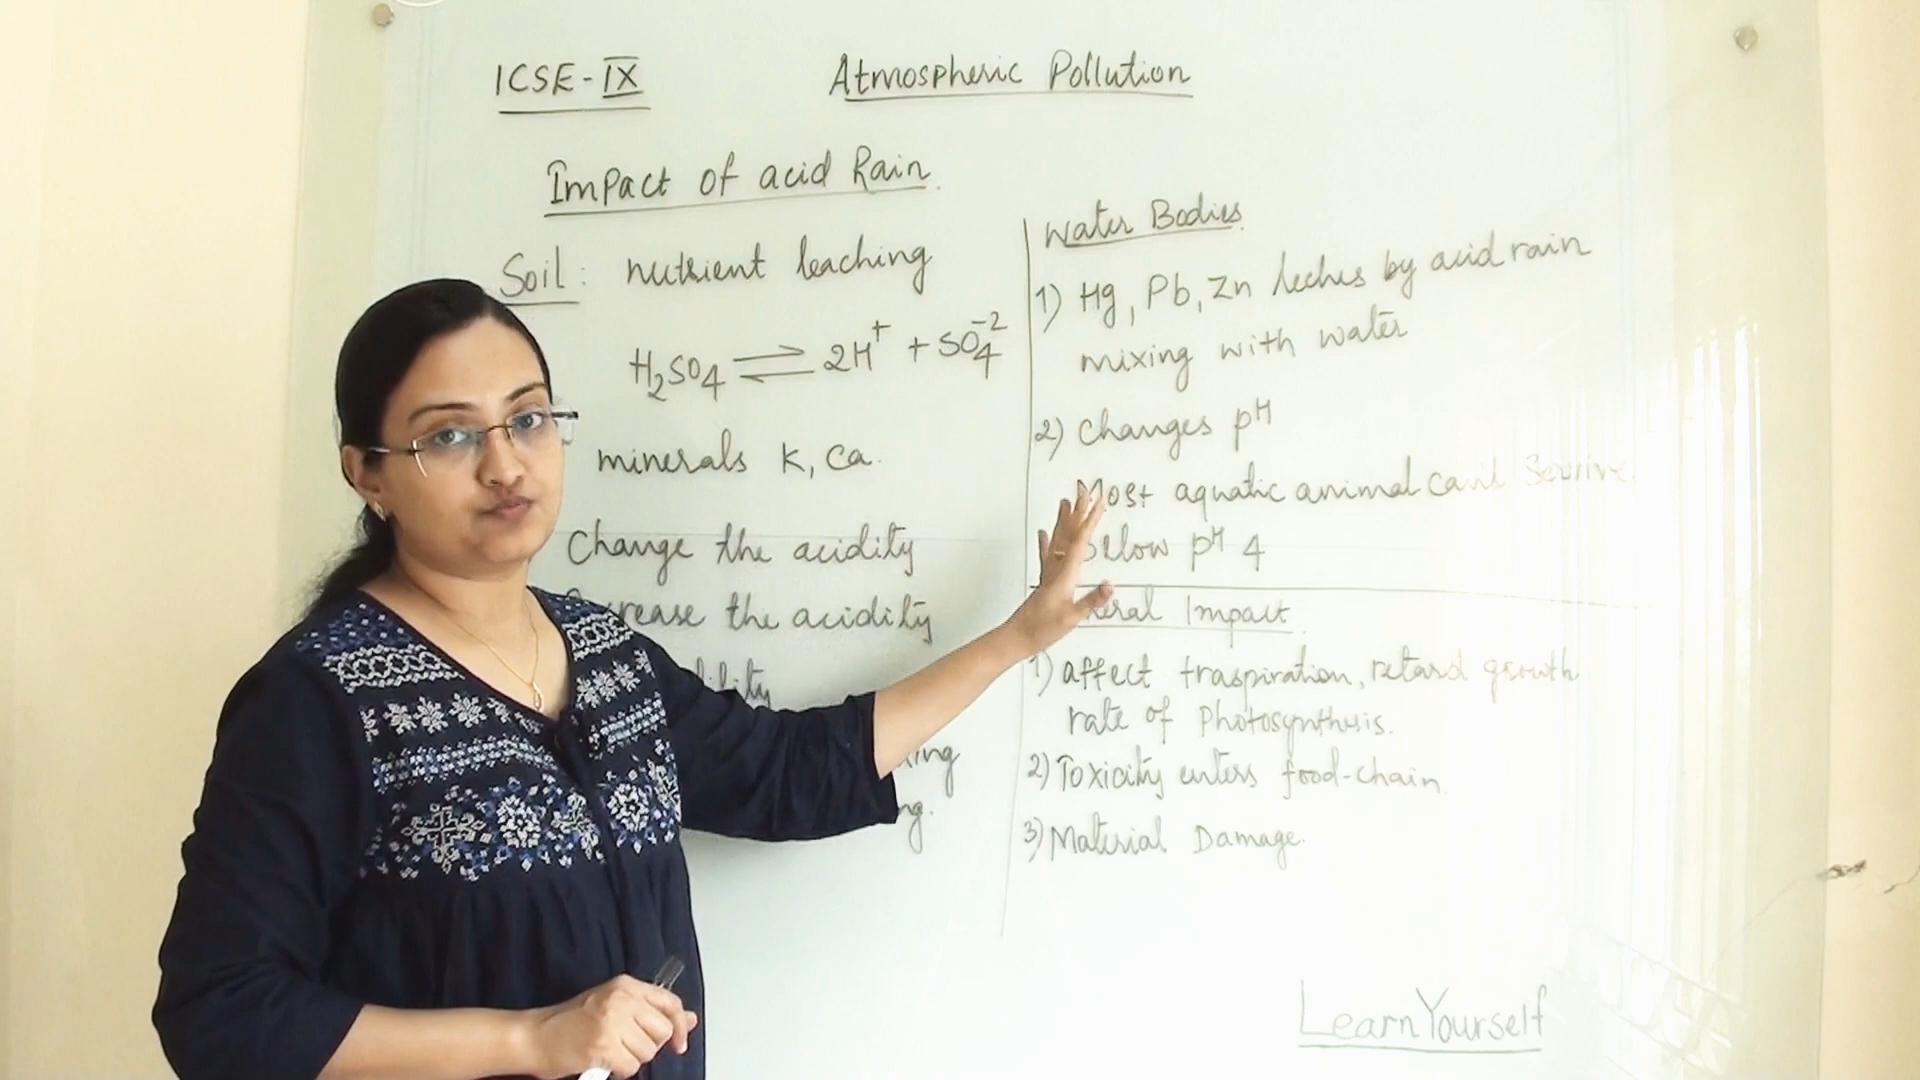 ICSE-IX
Atmospheric Pollution
Impact of acid Rain.
Soil: nutrient leaching
H₂SO₄ ⇌ 2H⁺ + SO₄⁻²
minerals K, Ca.
Change the acidity
the acidity
Water Bodies
1) Hg, Pb, Zn leches by acid rain
mixing with water
2) Changes pH
Most aquatic animal can't
Below pH 4
Impact
1) affect traspiration, retard growth
rate of Photosynthesis.
2) Toxicity enters food-chain
3) Material Damage.
LearnYourself